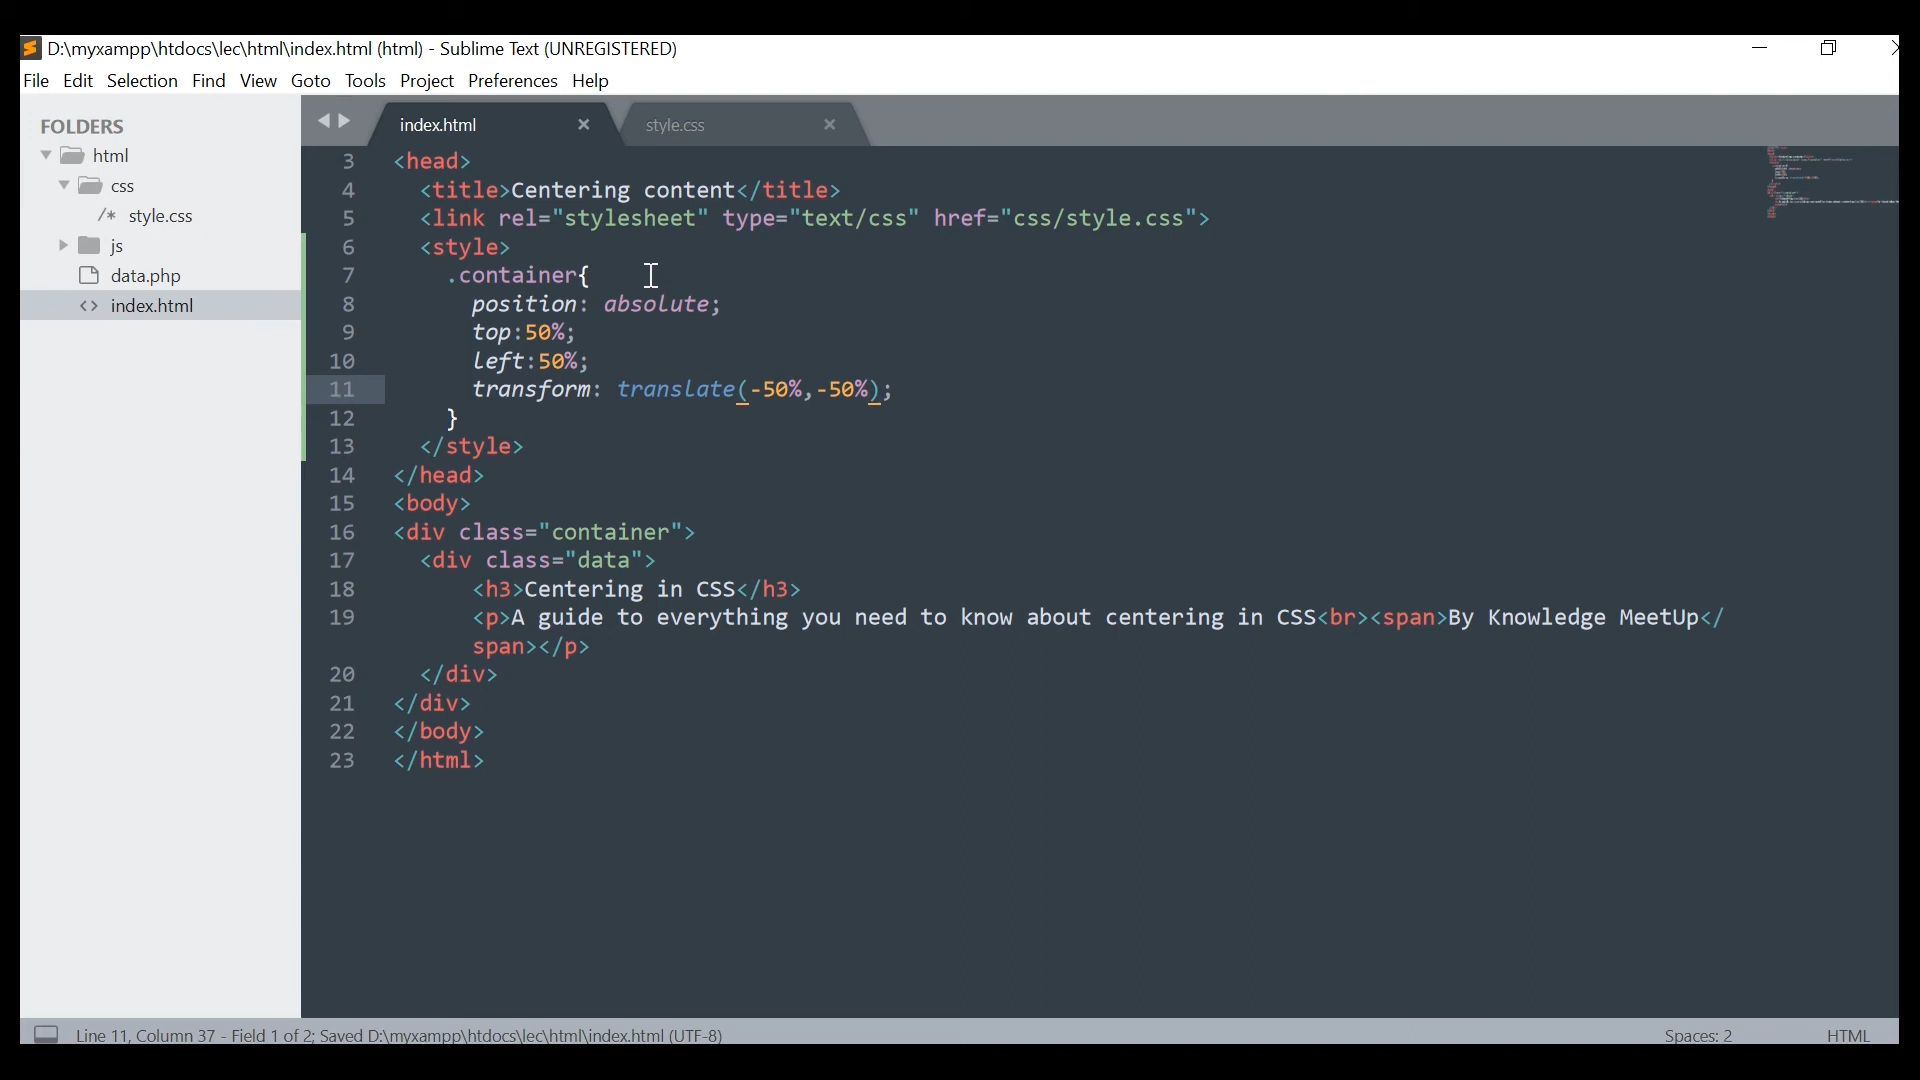 D:\myxampp\htdocs\lec\html\index.html (html) - Sublime Text (UNREGISTERED)
File Edit Selection Find View Goto Tools Project Preferences Help
FOLDERS
html
css
/* style.css
js
data.php
<> index.html
index.html
style.css
3 <head>
4 <title>Centering content</title>
5 <link rel="stylesheet" type="text/css" href="css/style.css">
6 <style>
7 .container{
8 position: absolute;
9 top:50%;
10 left:50%;
11 transform: translate(-50%,-50%);
12 }
13 </style>
14 </head>
15 <body>
16 <div class="container">
17 <div class="data">
18 <h3>Centering in CSS</h3>
19 <p>A guide to everything you need to know about centering in CSS<br><span>By Knowledge MeetUp</
span></p>
20 </div>
21 </div>
22 </body>
23 </html>
Line 11, Column 37 - Field 1 of 2; Saved D:\myxampp\htdocs\lec\html\index.html (UTF-8)
Spaces: 2
HTML